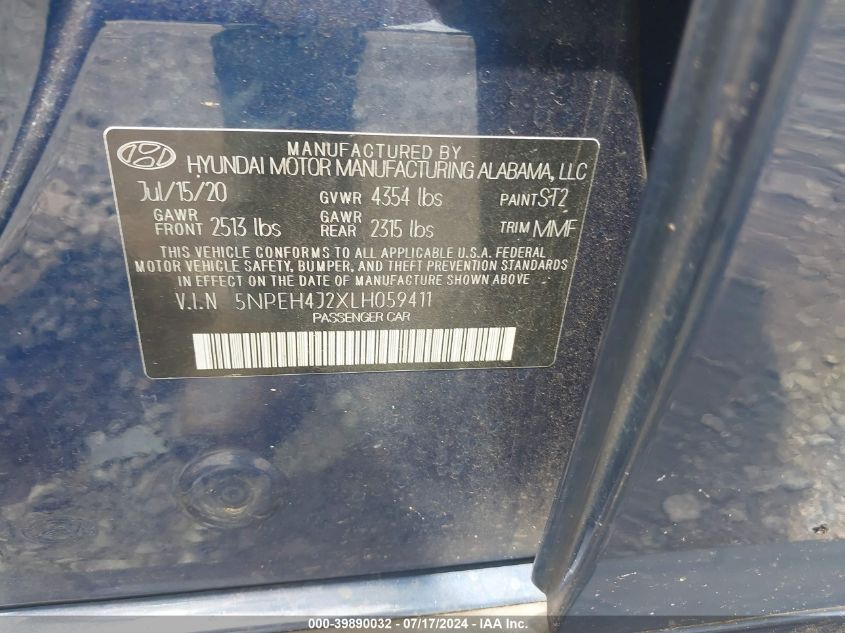 MANUFACTURED BY
HYUNDAI MOTOR MANUFACTURING ALABAMA, LLC
Jul/15/20 GVWR 4354 lbs PAINT ST2
GAWR FRONT 2513 lbs GAWR REAR 2315 lbs TRIM MMF
THIS VEHICLE CONFORMS TO ALL APPLICABLE U.S.A. FEDERAL
MOTOR VEHICLE SAFETY, BUMPER, AND THEFT PREVENTION STANDARDS
IN EFFECT ON THE DATE OF MANUFACTURE SHOWN ABOVE
V.I.N 5NPEH4J2XLH059411
PASSENGER CAR
000-39890032 - 07/17/2024 - IAA Inc.